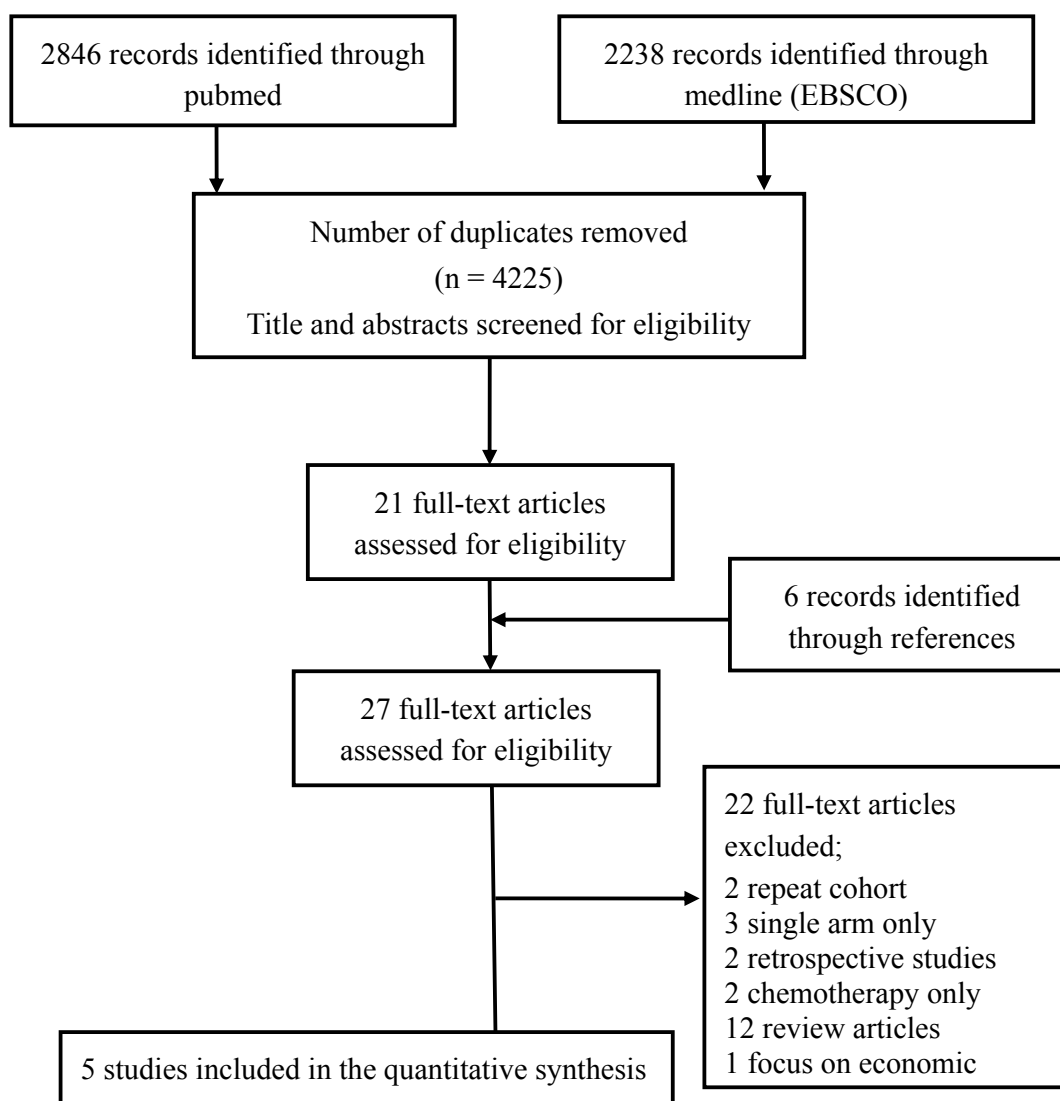 2846 records identified through
pubmed
2238 records identified through
medline (EBSCO)
Number of duplicates removed
(n = 4225)
Title and abstracts screened for eligibility
21 full-text articles
assessed for eligibility
6 records identified
through references
27 full-text articles
assessed for eligibility
22 full-text articles
excluded;
2 repeat cohort
3 single arm only
2 retrospective studies
2 chemotherapy only
12 review articles
1 focus on economic
5 studies included in the quantitative synthesis